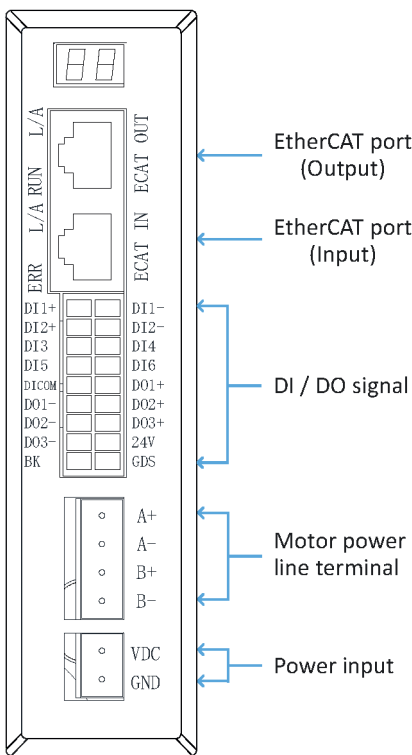 88
L/A
ECAT OUT
EtherCAT port
(Output)
RUN
L/A
ECAT IN
EtherCAT port
(Input)
ERR
DI1+ DI1-
DI2+ DI2-
DI3 DI4
DI5 DI6
DICOM DO1+
DO1- DO2+
DO2- DO3+
DO3- 24V
BK GDS
DI / DO signal
A+
A-
B+
B-
Motor power
line terminal
VDC
GND
Power input